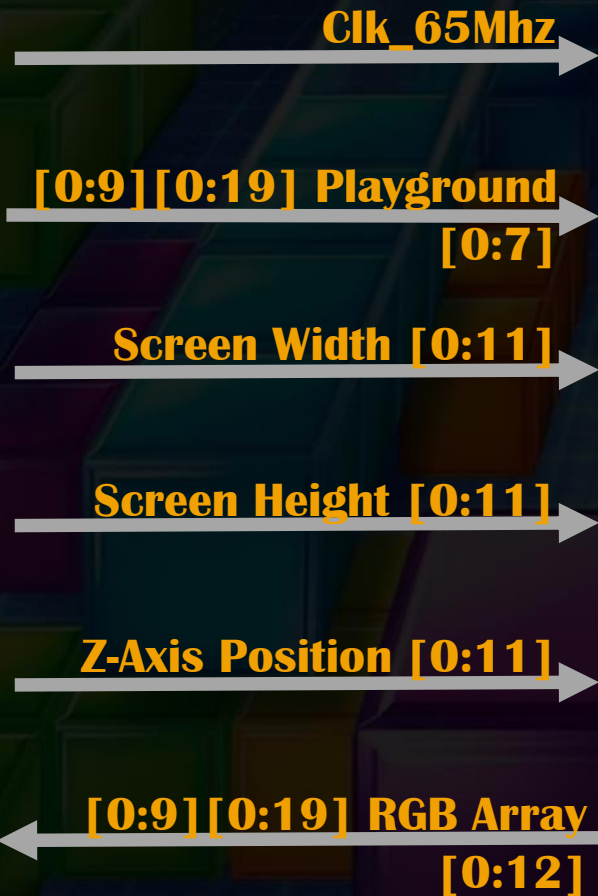 Clk_65Mhz
[0:9][0:19] Playground
[0:7]
Screen Width [0:11]
Screen Height [0:11]
Z-Axis Position [0:11]
[0:9][0:19] RGB Array
[0:12]